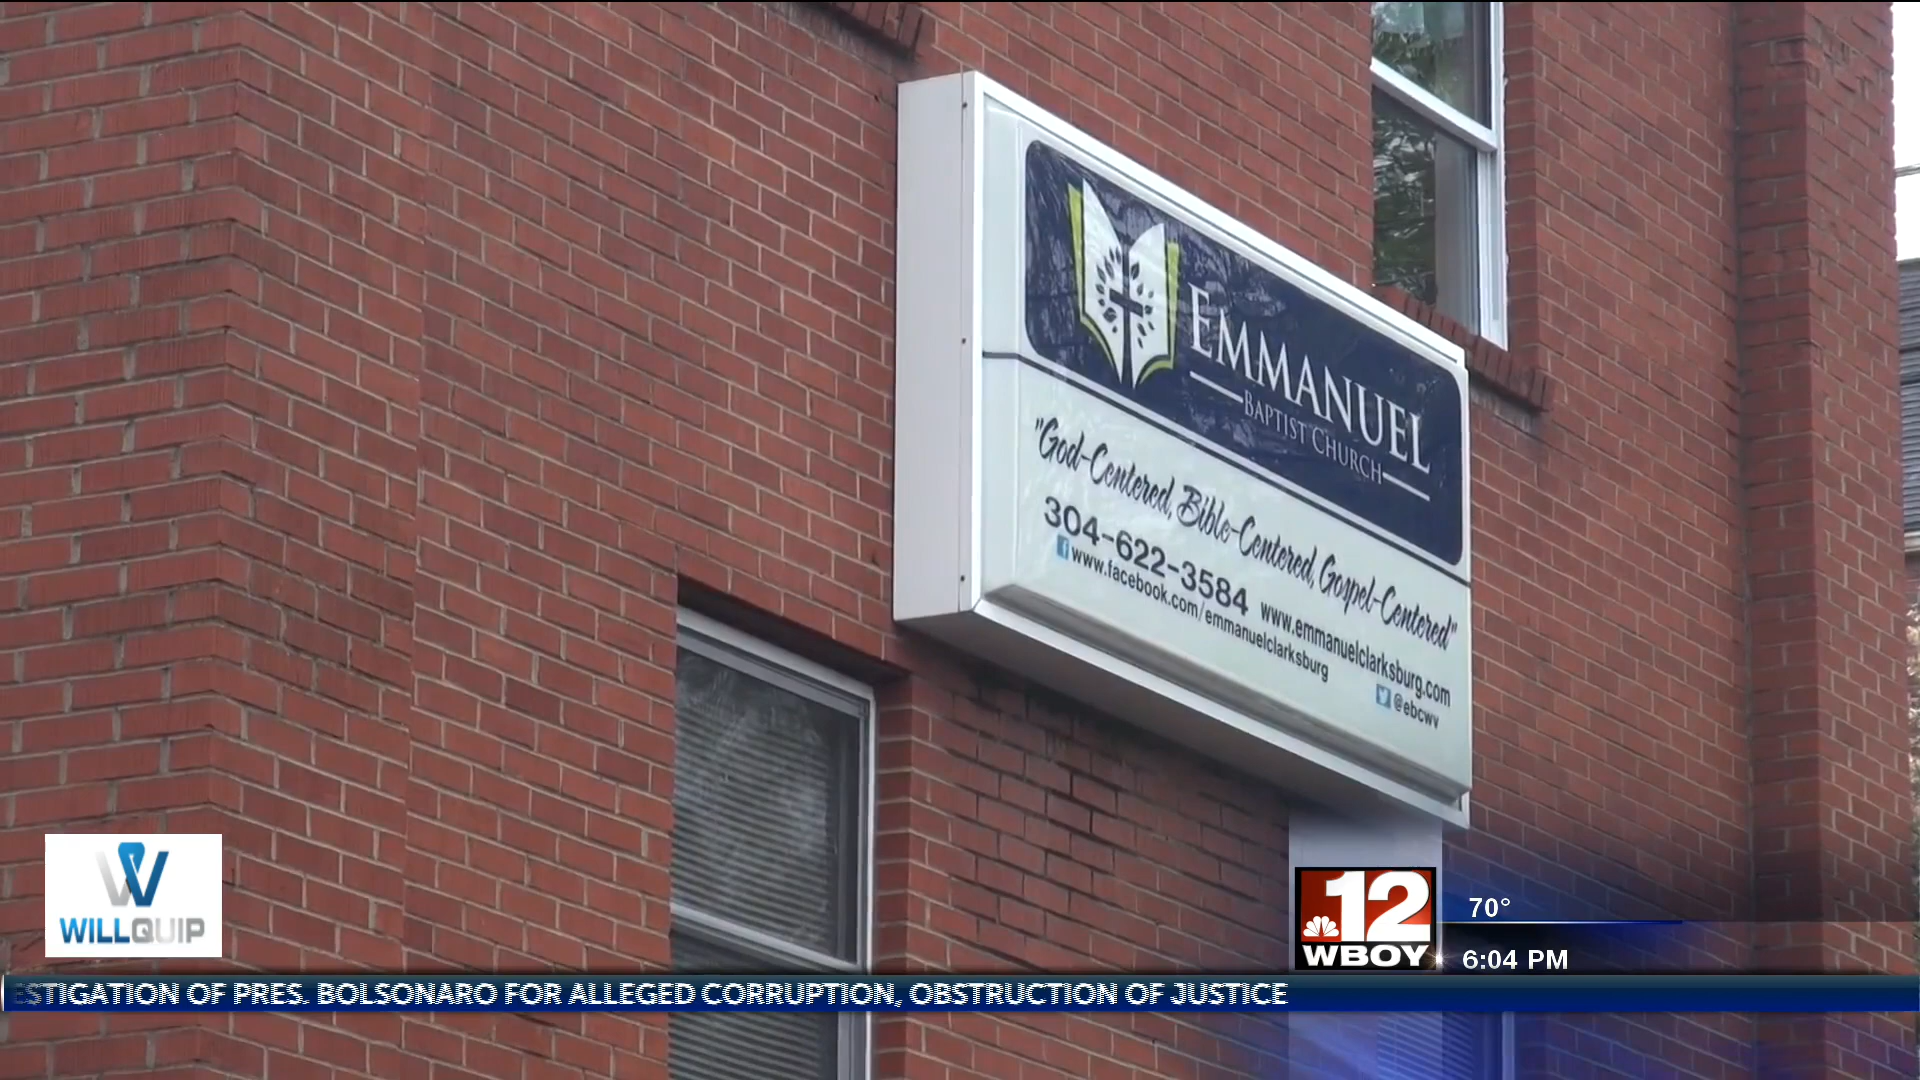 EMMANUEL
BAPTIST CHURCH
"God-Centered, Bible-Centered, Gospel-Centered"
304-622-3584 www.emmanuelclarksburg.com
f www.facebook.com/emmanuelclarksburg
@ebcwv
W
WILLQUIP
12
WBOY
70°
6:04 PM
ESTIGATION OF PRES. BOLSONARO FOR ALLEGED CORRUPTION, OBSTRUCTION OF JUSTICE